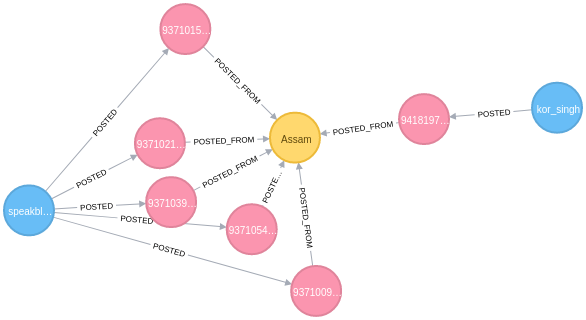 9371015...
POSTED_FROM
POSTED
9418197...
kor_singh
POSTED
POSTED_FROM
Assam
9371021...
POSTED_FROM
POSTED
POSTED_FROM
9371039...
POSTED
POSTE...
speakbl...
POSTED
9371054...
POSTED_FROM
POSTED
9371009...